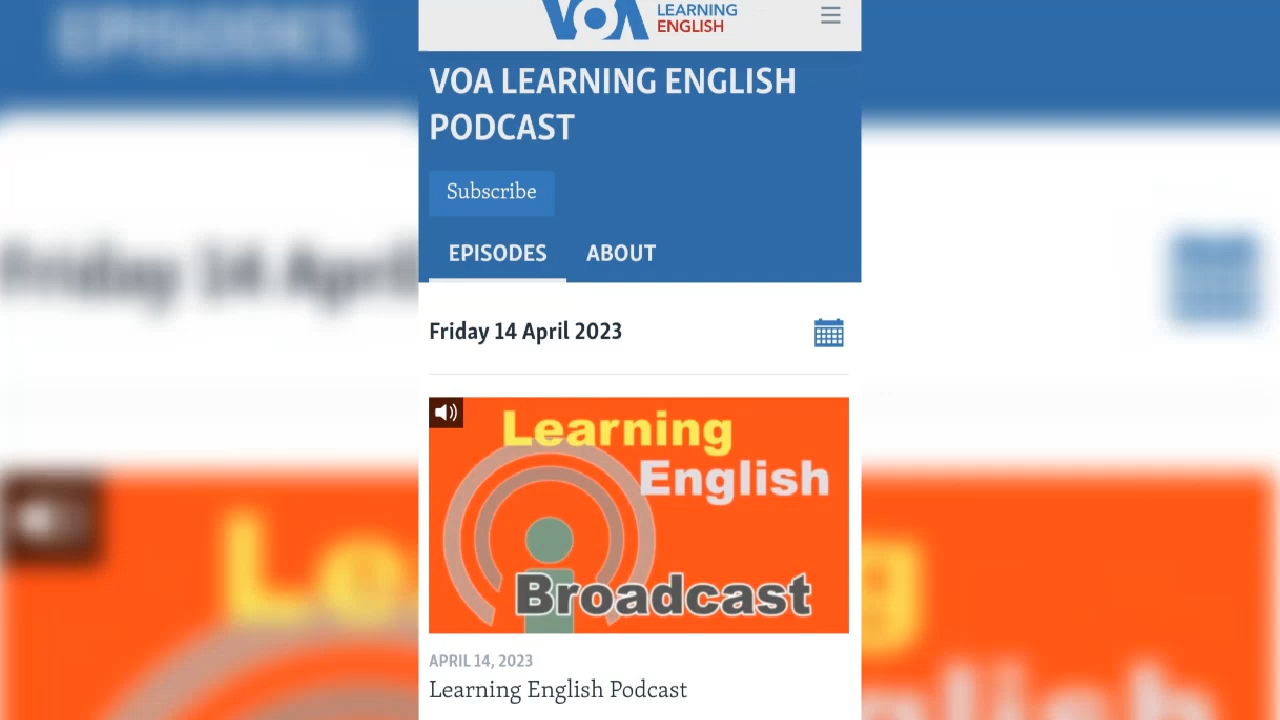 VOA LEARNING
ENGLISH
VOA LEARNING ENGLISH
PODCAST
Subscribe
EPISODES ABOUT
Friday 14 April 2023
Learning
English
Broadcast
APRIL 14, 2023
Learning English Podcast